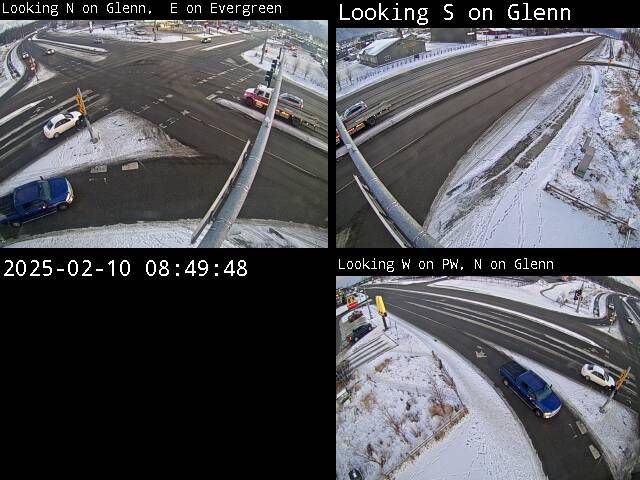 Looking N on Glenn,  E on Evergreen
Looking S on Glenn
2025-02-10 08:49:48
Looking W on PW, N on Glenn